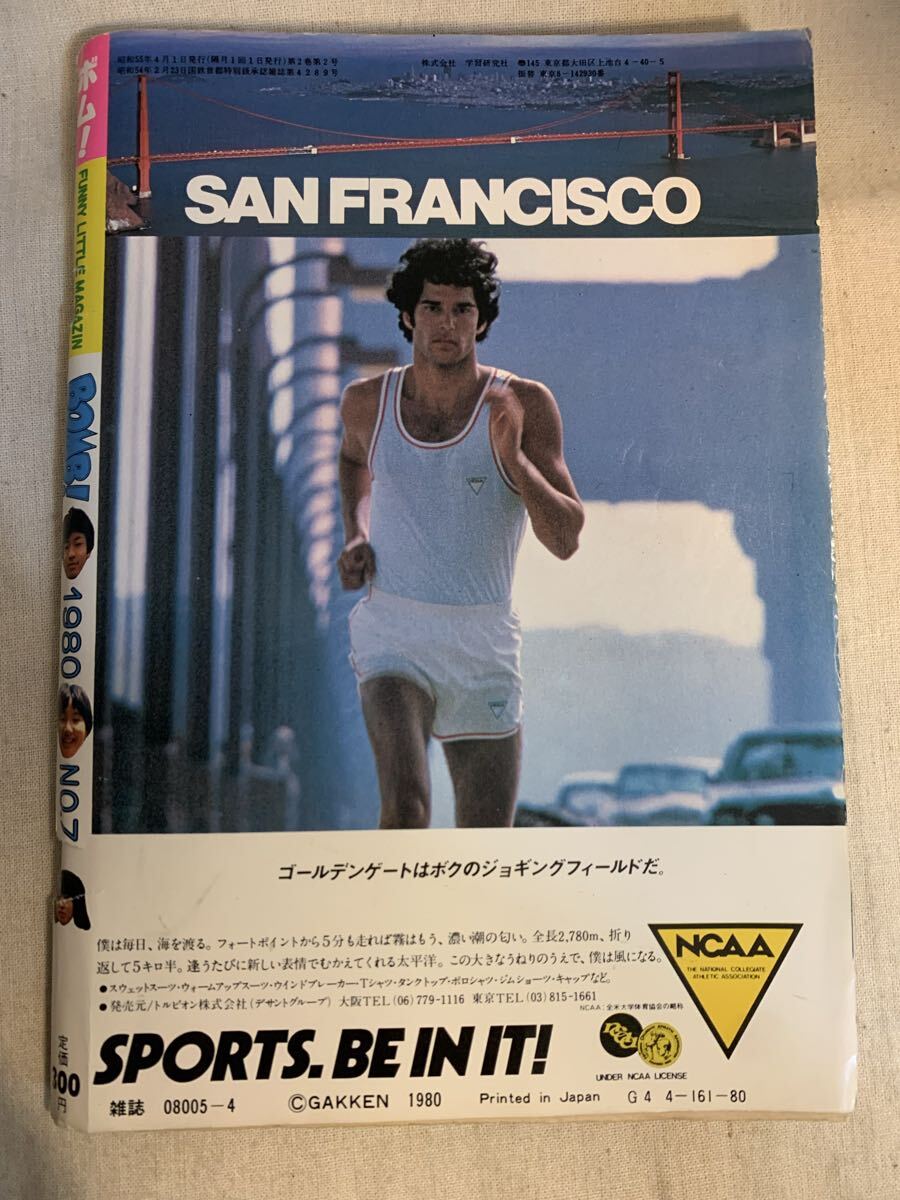 昭和55年4月1日発行(隔月1回1日発行)第2巻第2号
昭和54年2月23日国鉄首都特別扱承認雑誌第4289号
株式会社 学習研究社 ☎145 東京都大田区上池台4-40-5
振替 東京8-142930番
SAN FRANCISCO
ボム!
FUNNY LITTLE MAGAZIN
BOMB!
1980
NO.7
定価
300
円
NCAA
ゴールデンゲートはボクのジョギングフィールドだ。
僕は毎日、海を渡る。フォートポイントから5分も走れば霧はもう、濃い潮の匂い。全長2,780m、折り
返して5キロ半。逢うたびに新しい表情でむかえてくれる太平洋。この大きなうねりのうえで、僕は風になる。
●スウェットスーツ・ウォームアップスーツ・ウインドブレーカー・Tシャツ・タンクトップ・ポロシャツ・ジムショーツ・キャップなど。
●発売元/トルピオン株式会社(デサントグループ) 大阪TEL(06)779-1116 東京TEL(03)815-1661
NCAA
THE NATIONAL COLLEGIATE
ATHLETIC ASSOCIATION
NCAA:全米大学体育協会の略称
SPORTS. BE IN IT!
ncaa
UNDER NCAA LICENSE
雑誌 08005-4 ©GAKKEN 1980 Printed in Japan G4 4-161-80